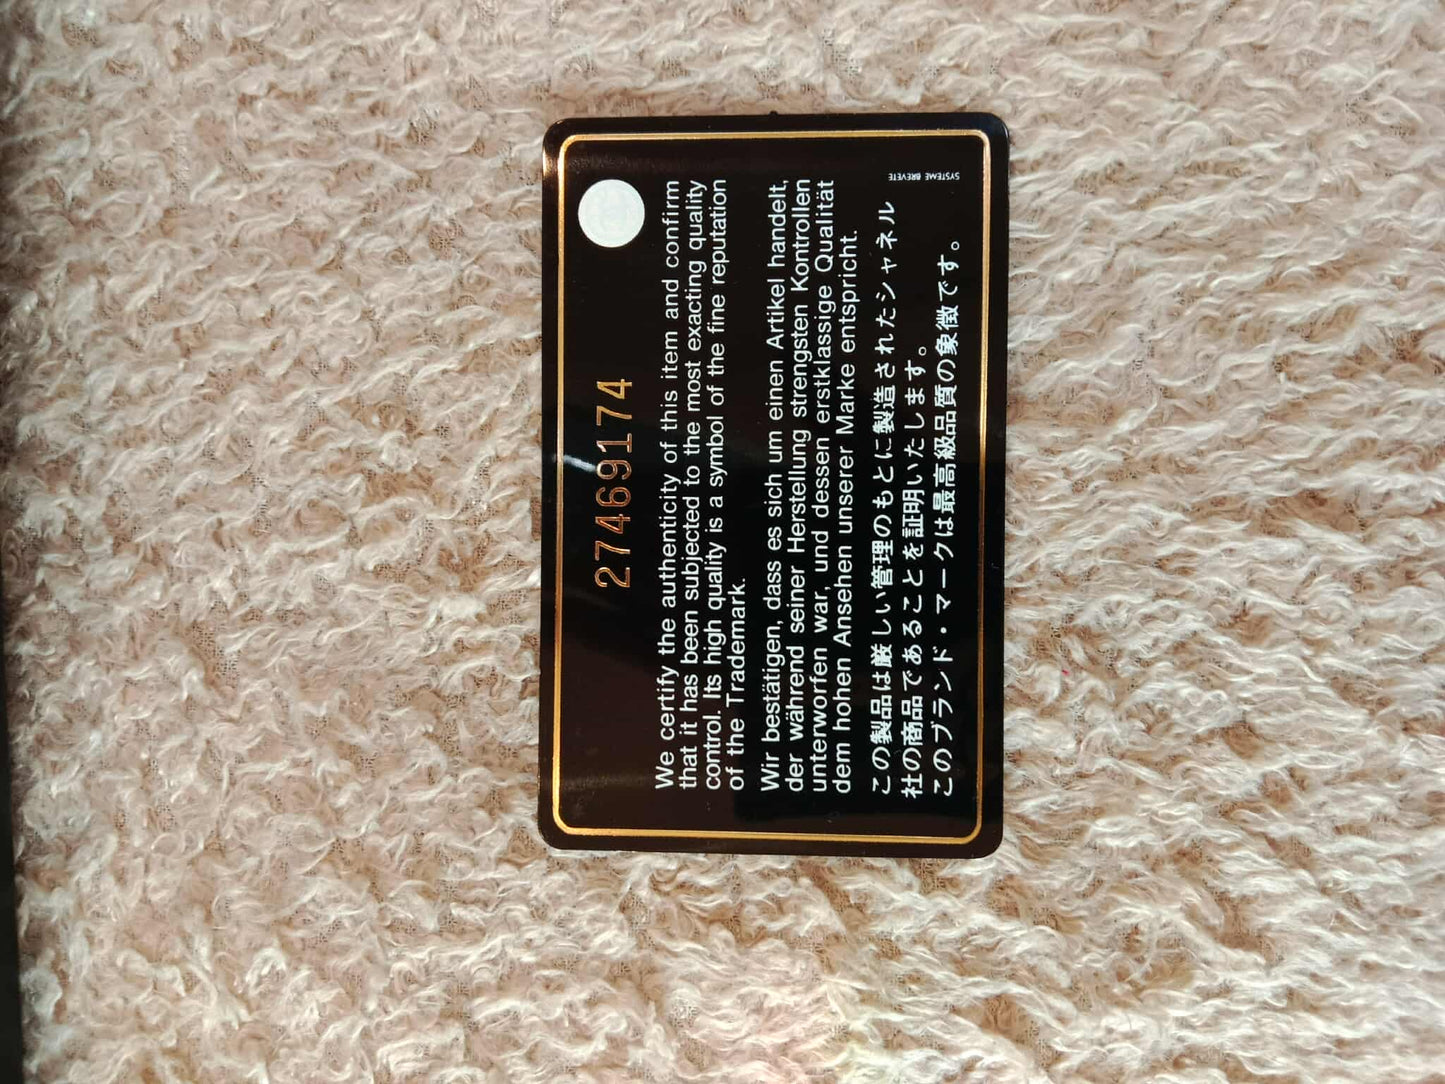 27469174
We certify the authenticity of this item and confirm
that it has been subjected to the most exacting quality
control. Its high quality is a symbol of the fine reputation
of the Trademark.
Wir bestätigen, dass es sich um einen Artikel handelt,
der während seiner Herstellung strengsten Kontrollen
unterworfen war, und dessen erstklassige Qualität
dem hohen Ansehen unserer Marke entspricht.
この製品は厳しい管理のもとに製造されたシャネル
社の商品であることを証明いたします。
このブランド・マークは最高級品質の象徴です。
SYSTEME BREVETE